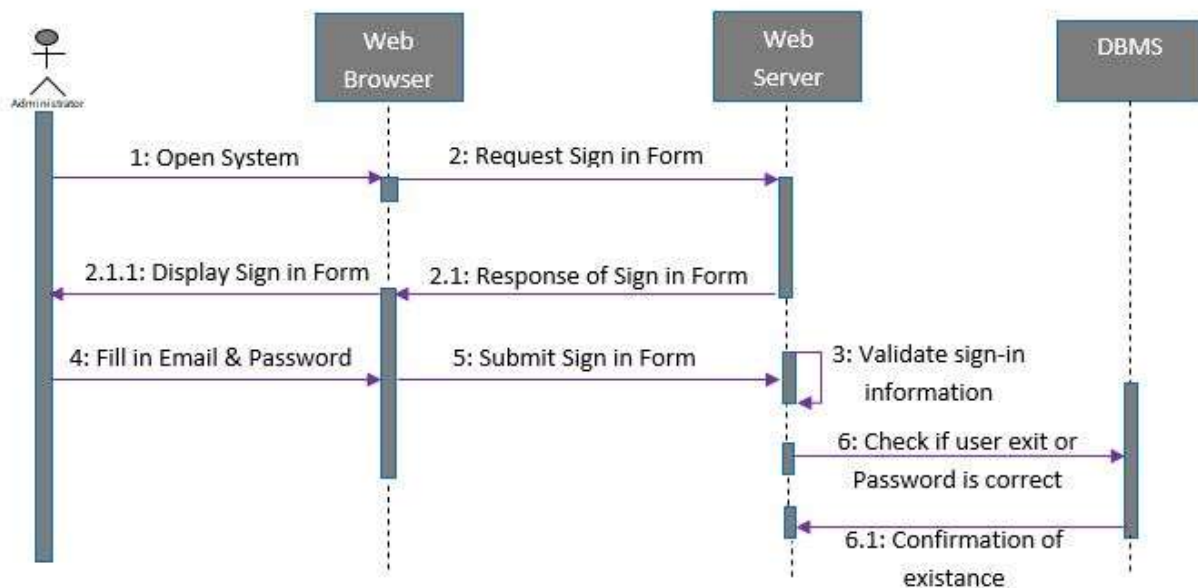 Web
Browser
Web
Server
DBMS
Administrator
1: Open System
2: Request Sign in Form
2.1.1: Display Sign in Form
2.1: Response of Sign in Form
4: Fill in Email & Password
5: Submit Sign in Form
3: Validate sign-in
information
6: Check if user exit or
Password is correct
6.1: Confirmation of
existance